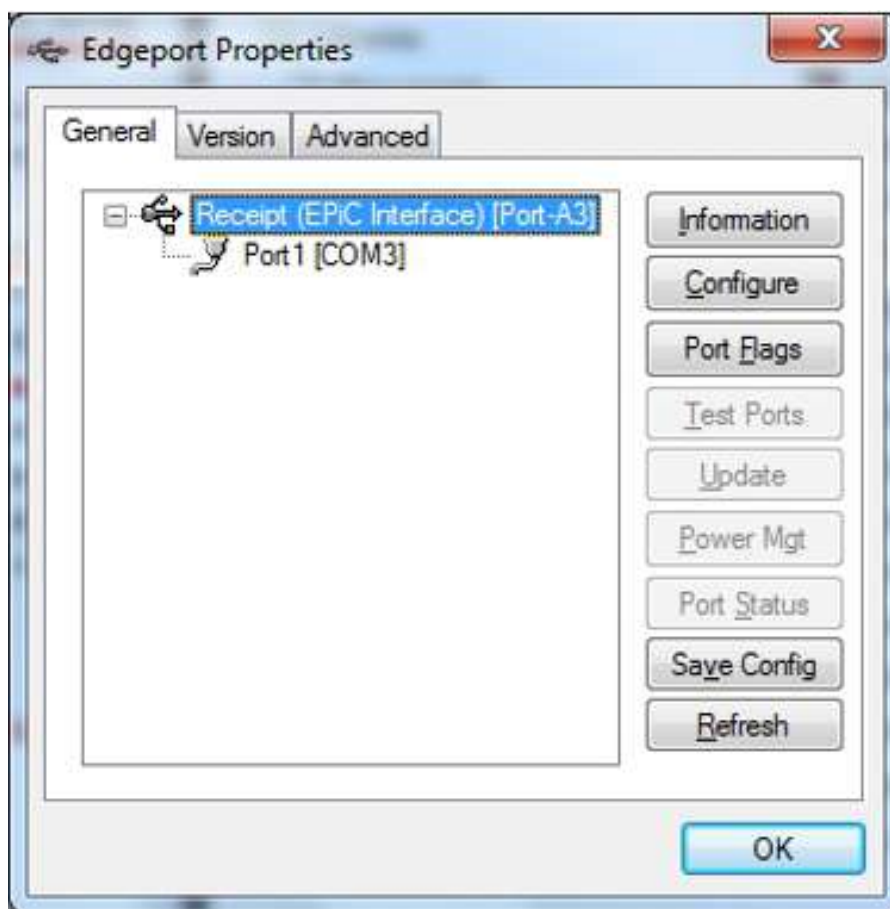 Edgeport Properties
General Version Advanced
Receipt (EPiC Interface) [Port-A3]
Port1 [COM3]
Information
Configure
Port Flags
Test Ports
Update
Power Mgt
Port Status
Save Config
Refresh
OK